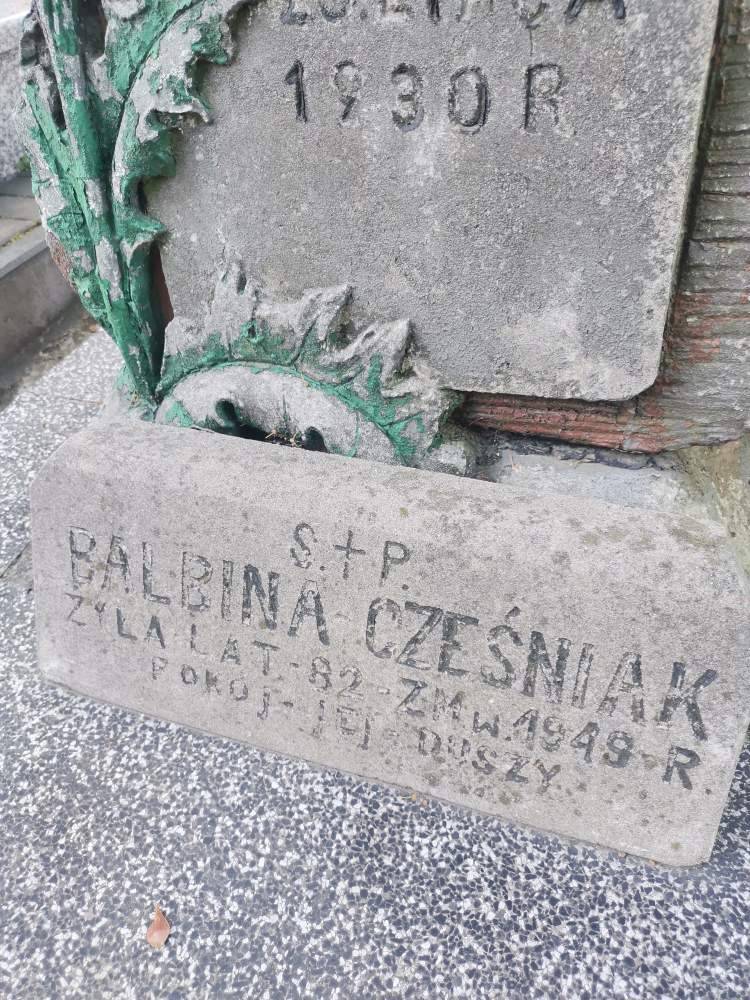 1930 R
S.+P.
BALBINA CZEŚNIAK
ŻYŁA LAT. 82 - ZM W. 1949 R.
POKÓJ - JEJ - DUSZY.